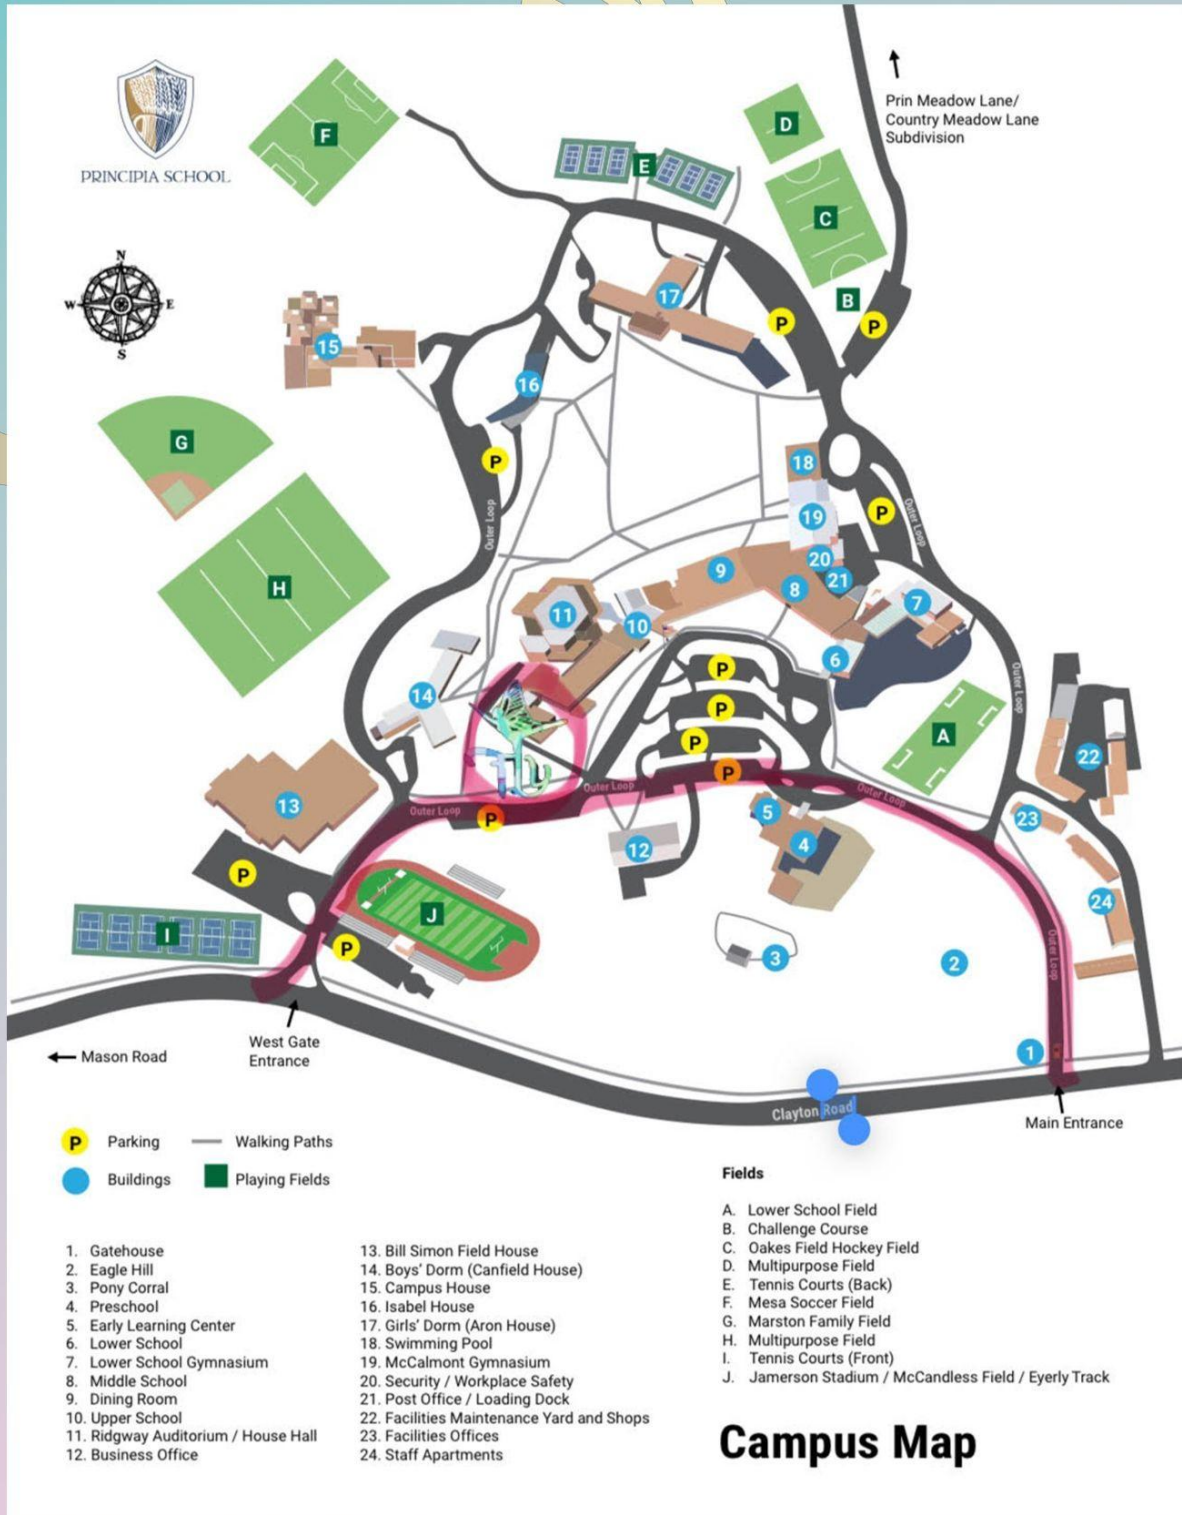 Prin Meadow Lane/
Country Meadow Lane
Subdivision
PRINCIPIA SCHOOL
F
D
E
C
N
W
E
S
17
B
P
P
15
16
G
P
18
P
Outer Loop
Outer Loop
19
H
20
9
21
8
11
7
10
6
P
Outer Loop
14
P
A
P
22
P
13
Outer Loop
Outer Loop
Outer Loop
P
5
23
12
4
P
24
J
I
P
3
2
Outer Loop
West Gate
Entrance
Mason Road
1
Clayton Road
Main Entrance
P Parking
Walking Paths
Buildings
Playing Fields
1. Gatehouse
2. Eagle Hill
3. Pony Corral
4. Preschool
5. Early Learning Center
6. Lower School
7. Lower School Gymnasium
8. Middle School
9. Dining Room
10. Upper School
11. Ridgway Auditorium / House Hall
12. Business Office
13. Bill Simon Field House
14. Boys' Dorm (Canfield House)
15. Campus House
16. Isabel House
17. Girls' Dorm (Aron House)
18. Swimming Pool
19. McCalmont Gymnasium
20. Security / Workplace Safety
21. Post Office / Loading Dock
22. Facilities Maintenance Yard and Shops
23. Facilities Offices
24. Staff Apartments
Fields
A. Lower School Field
B. Challenge Course
C. Oakes Field Hockey Field
D. Multipurpose Field
E. Tennis Courts (Back)
F. Mesa Soccer Field
G. Marston Family Field
H. Multipurpose Field
I. Tennis Courts (Front)
J. Jamerson Stadium / McCandless Field / Eyerly Track
Campus Map